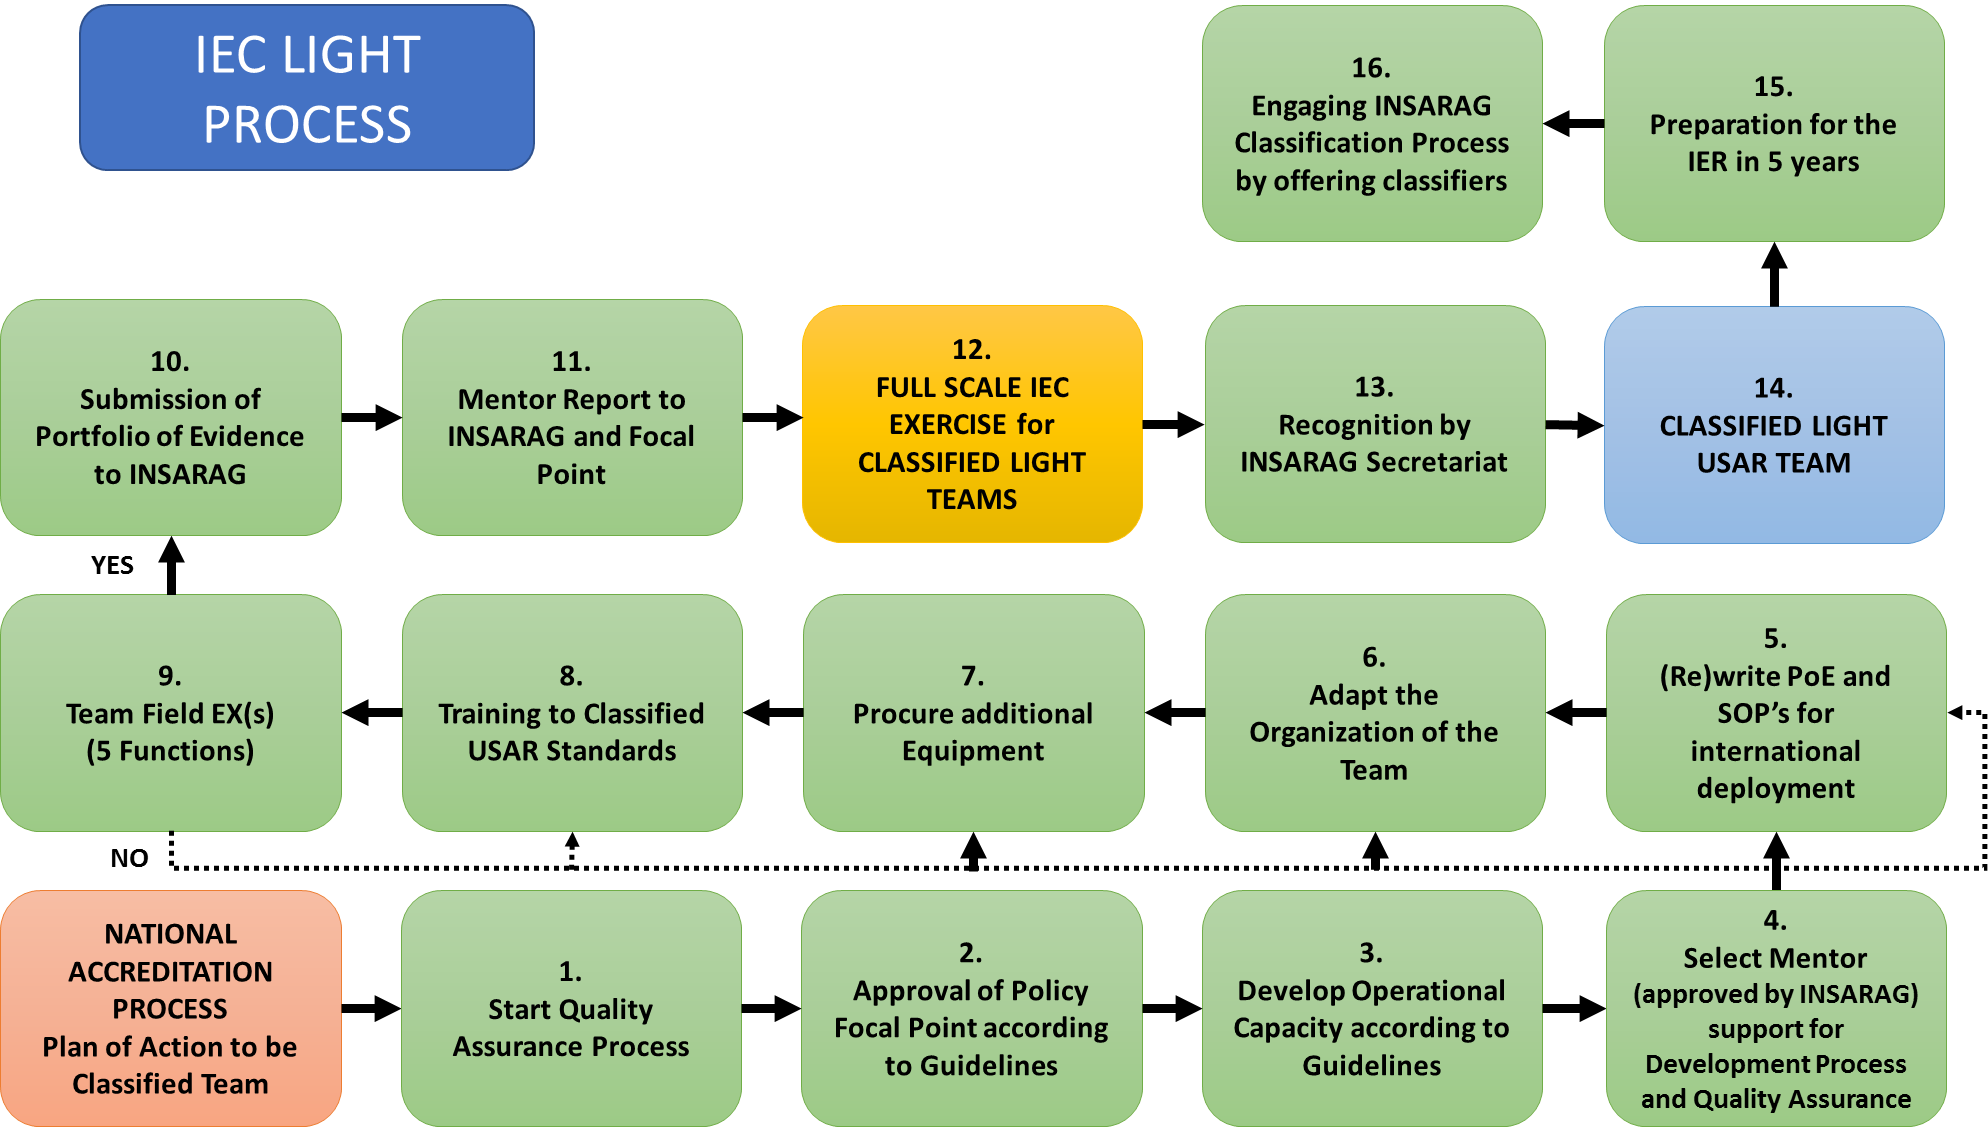 IEC LIGHT
PROCESS
16.
Engaging INSARAG
Classification Process
by offering classifiers
15.
Preparation for the
IER in 5 years
10.
Submission of
Portfolio of Evidence
to INSARAG
11.
Mentor Report to
INSARAG and Focal
Point
12.
FULL SCALE IEC
EXERCISE for
CLASSIFIED LIGHT
TEAMS
13.
Recognition by
INSARAG Secretariat
14.
CLASSIFIED LIGHT
USAR TEAM
YES
9.
Team Field EX(s)
(5 Functions)
8.
Training to Classified
USAR Standards
7.
Procure additional
Equipment
6.
Adapt the
Organization of the
Team
5.
(Re)write PoE and
SOP’s for
international
deployment
NO
NATIONAL
ACCREDITATION
PROCESS
Plan of Action to be
Classified Team
1.
Start Quality
Assurance Process
2.
Approval of Policy
Focal Point according
to Guidelines
3.
Develop Operational
Capacity according to
Guidelines
4.
Select Mentor
(approved by INSARAG)
support for
Development Process
and Quality Assurance